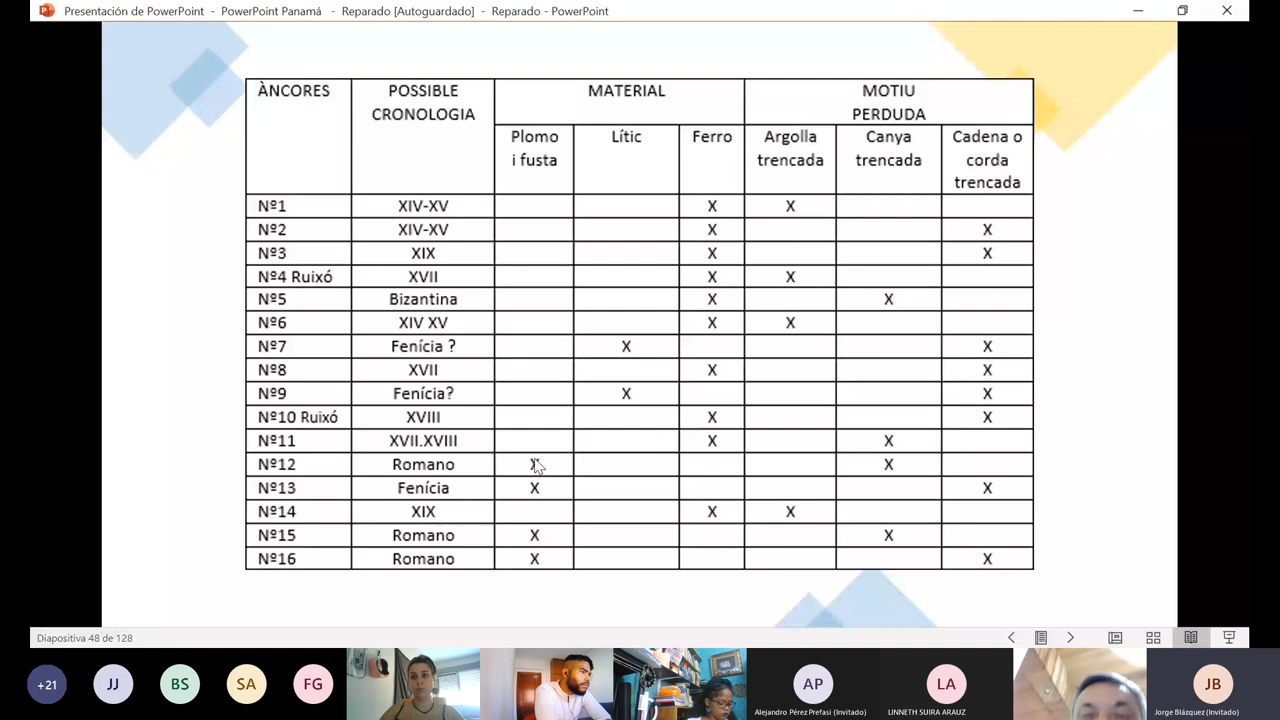 Presentación de PowerPoint - PowerPoint Panamá - Reparado [Autoguardado] - Reparado - PowerPoint
ÀNCORES POSSIBLE CRONOLOGIA MATERIAL MOTIU PERDUDA
Plomo i fusta Lític Ferro Argolla trencada Canya trencada Cadena o corda trencada
Nº1 XIV-XV X X
Nº2 XIV-XV X X
Nº3 XIX X X
Nº4 Ruixó XVII X X
Nº5 Bizantina X X
Nº6 XIV XV X X
Nº7 Fenícia ? X X
Nº8 XVII X X
Nº9 Fenícia? X X
Nº10 Ruixó XVIII X X
Nº11 XVII.XVIII X X
Nº12 Romano X X
Nº13 Fenícia X X
Nº14 XIX X X
Nº15 Romano X X
Nº16 Romano X X
Diapositiva 48 de 128
+21 JJ BS SA FG AP LA JB
Alejandro Pérez Prefasi (Invitado) LINNETH SUIRA ARAUZ Jorge Blázquez (Invitado)